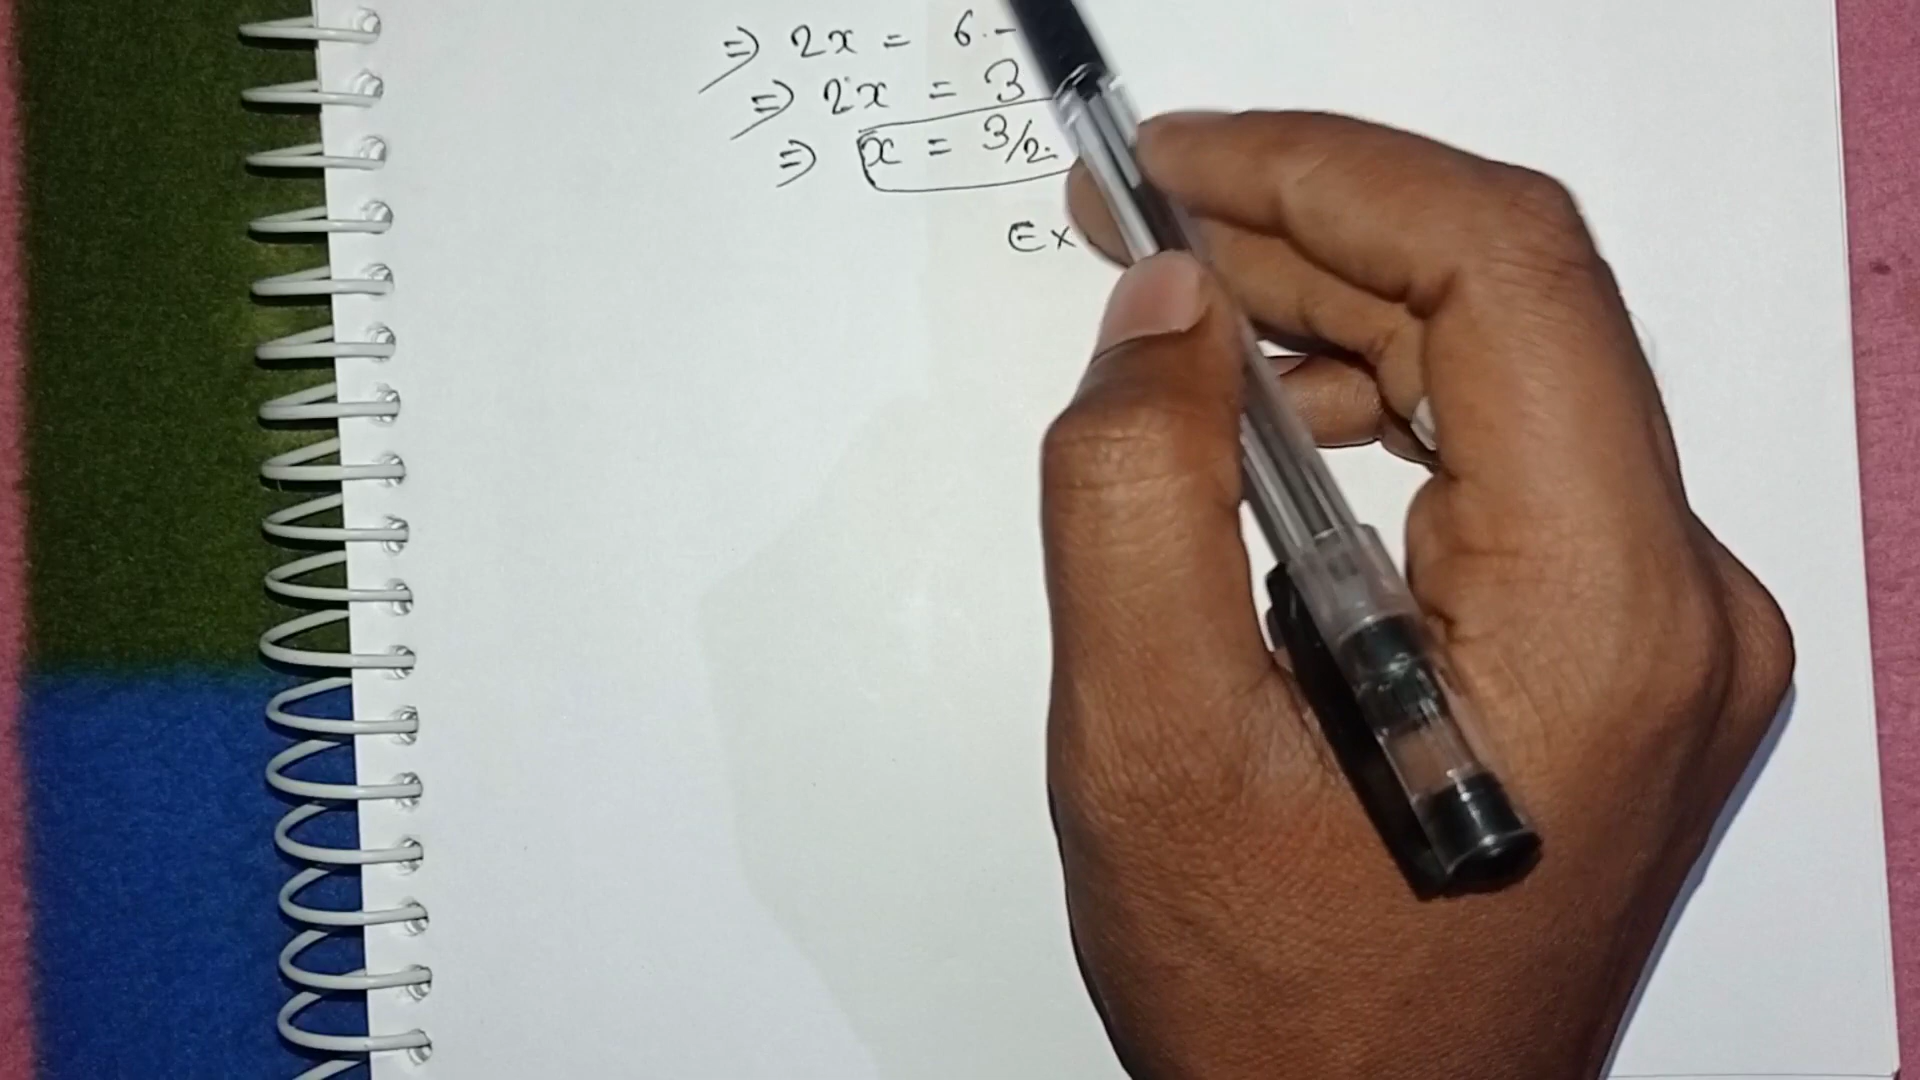 ⇒ 2x = 6 -
⇒ 2x = 3
⇒ x = 3/2.
Ex